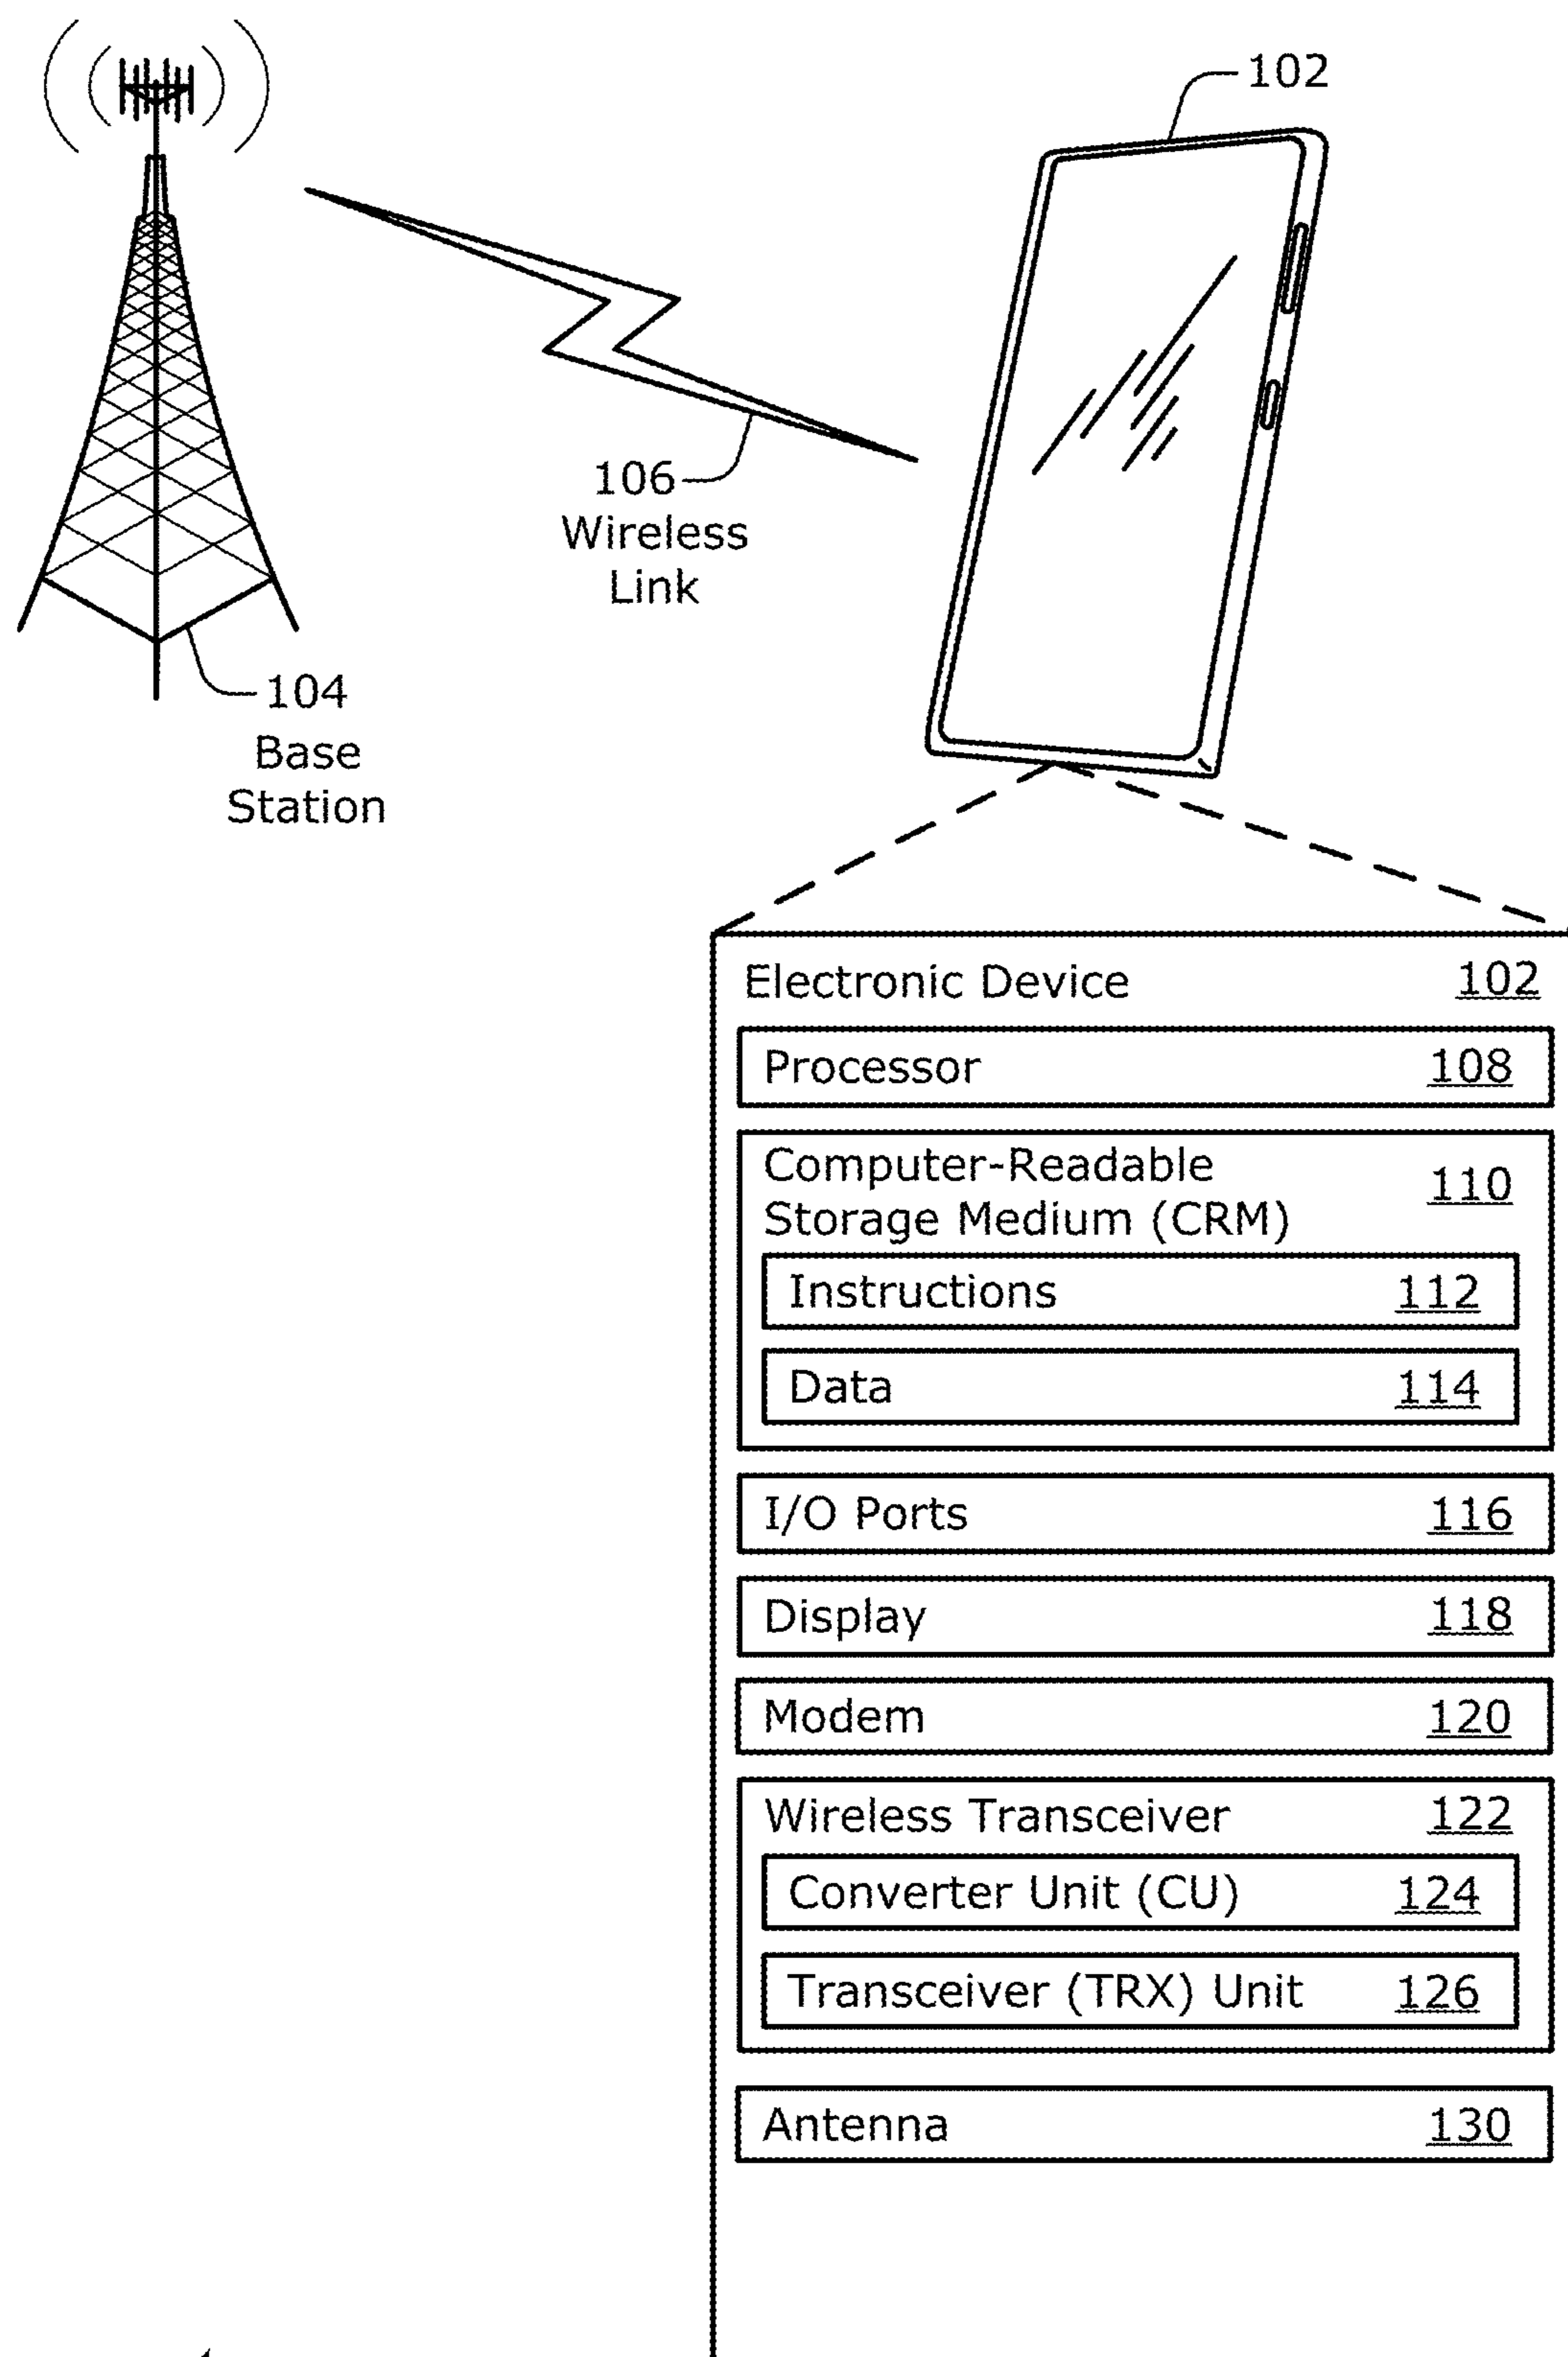 102
106
Wireless
Link
104
Base
Station
Electronic Device 102
Processor 108
Computer-Readable
Storage Medium (CRM) 110
Instructions 112
Data 114
I/O Ports 116
Display 118
Modem 120
Wireless Transceiver 122
Converter Unit (CU) 124
Transceiver (TRX) Unit 126
Antenna 130